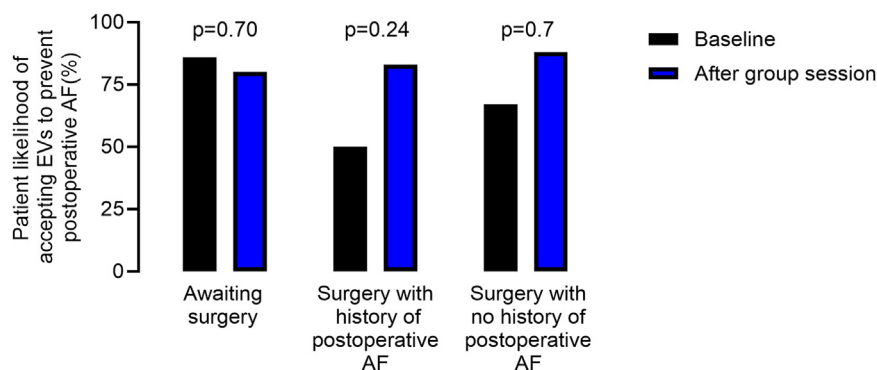 Patient likelihood of
accepting EVs to prevent
postoperative AF(%)
100
75
50
25
0
p=0.70
p=0.24
p=0.7
Baseline
After group session
Awaiting
surgery
Surgery with
history of
postoperative
AF
Surgery with
no history of
postoperative
AF